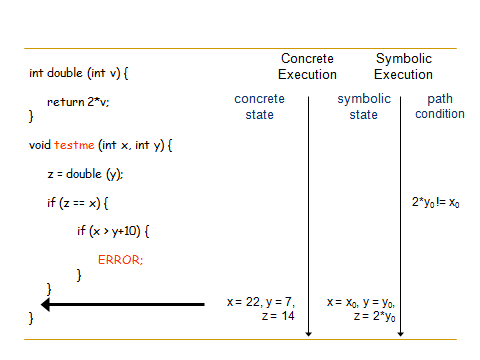 Concrete Execution
Symbolic Execution
int double (int v) {
return 2*v;
}
concrete state
symbolic state
path condition
void testme (int x, int y) {
z = double (y);
if (z == x) {
2*y₀ != x₀
if (x > y+10) {
ERROR;
}
}
x = 22, y = 7,
z = 14
x = x₀, y = y₀,
z = 2*y₀
}